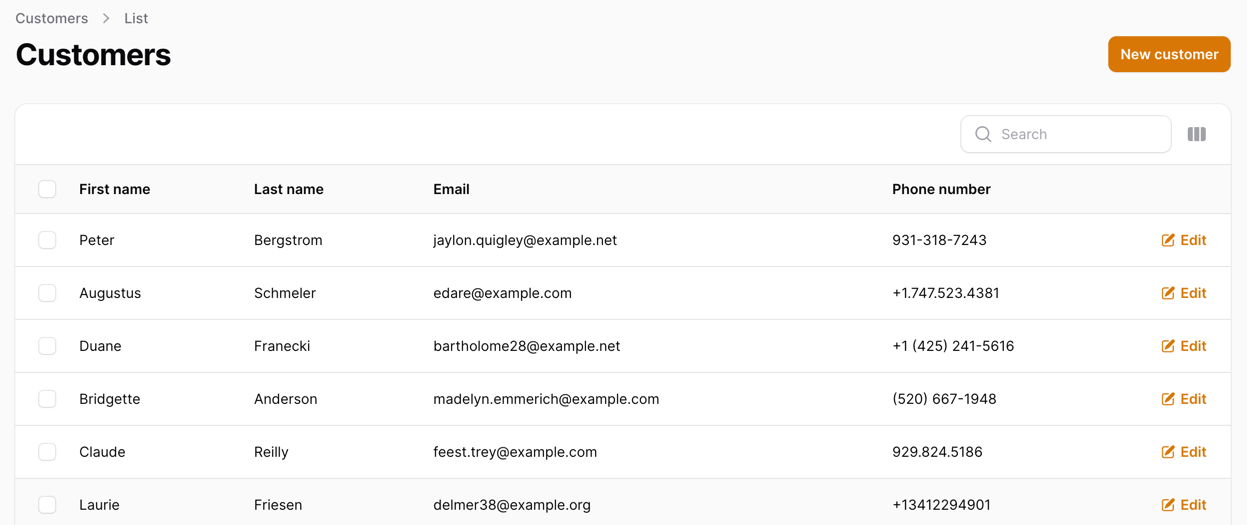 Customers > List
Customers
New customer
Search
First name Last name Email Phone number
Peter Bergstrom jaylon.quigley@example.net 931-318-7243 Edit
Augustus Schmeler edare@example.com +1.747.523.4381 Edit
Duane Franecki bartholome28@example.net +1 (425) 241-5616 Edit
Bridgette Anderson madelyn.emmerich@example.com (520) 667-1948 Edit
Claude Reilly feest.trey@example.com 929.824.5186 Edit
Laurie Friesen delmer38@example.org +13412294901 Edit